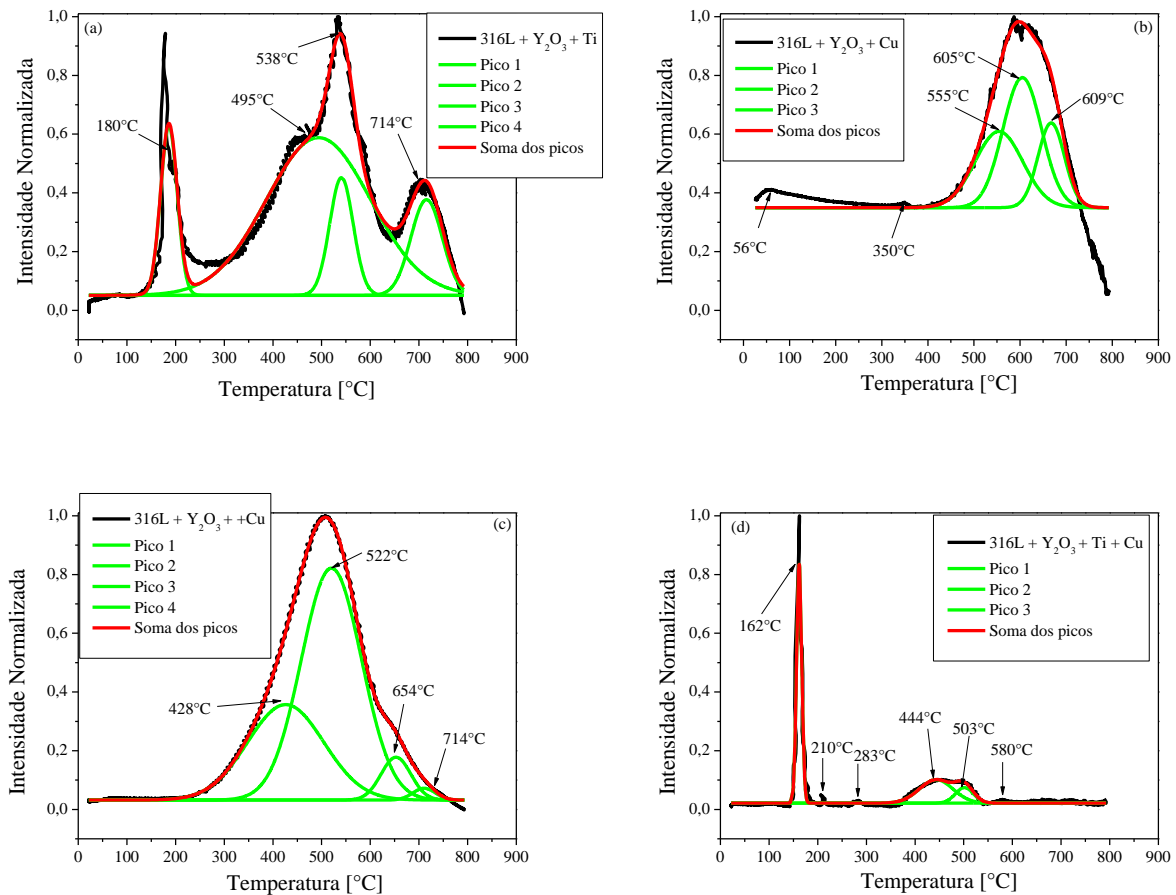 (a)
316L + Y₂O₃ + Ti
Pico 1
Pico 2
Pico 3
Pico 4
Soma dos picos
180°C
495°C
538°C
714°C
Intensidade Normalizada
1,0
0,8
0,6
0,4
0,2
0,0
0 100 200 300 400 500 600 700 800 900
Temperatura [°C]
(b)
316L + Y₂O₃ + Cu
Pico 1
Pico 2
Pico 3
Soma dos picos
605°C
555°C
609°C
56°C
350°C
Intensidade Normalizada
1,0
0,8
0,6
0,4
0,2
0,0
0 100 200 300 400 500 600 700 800 900
Temperatura [°C]
(c)
316L + Y₂O₃ + +Cu
Pico 1
Pico 2
Pico 3
Pico 4
Soma dos picos
522°C
428°C
654°C
714°C
Intensidade Normalizada
1,0
0,8
0,6
0,4
0,2
0,0
0 100 200 300 400 500 600 700 800 900
Temperatura [°C]
(d)
316L + Y₂O₃ + Ti + Cu
Pico 1
Pico 2
Pico 3
Soma dos picos
162°C
210°C
283°C
444°C
503°C
580°C
Intensidade Normalizada
1,0
0,8
0,6
0,4
0,2
0,0
0 100 200 300 400 500 600 700 800 900
Temperatura [°C]